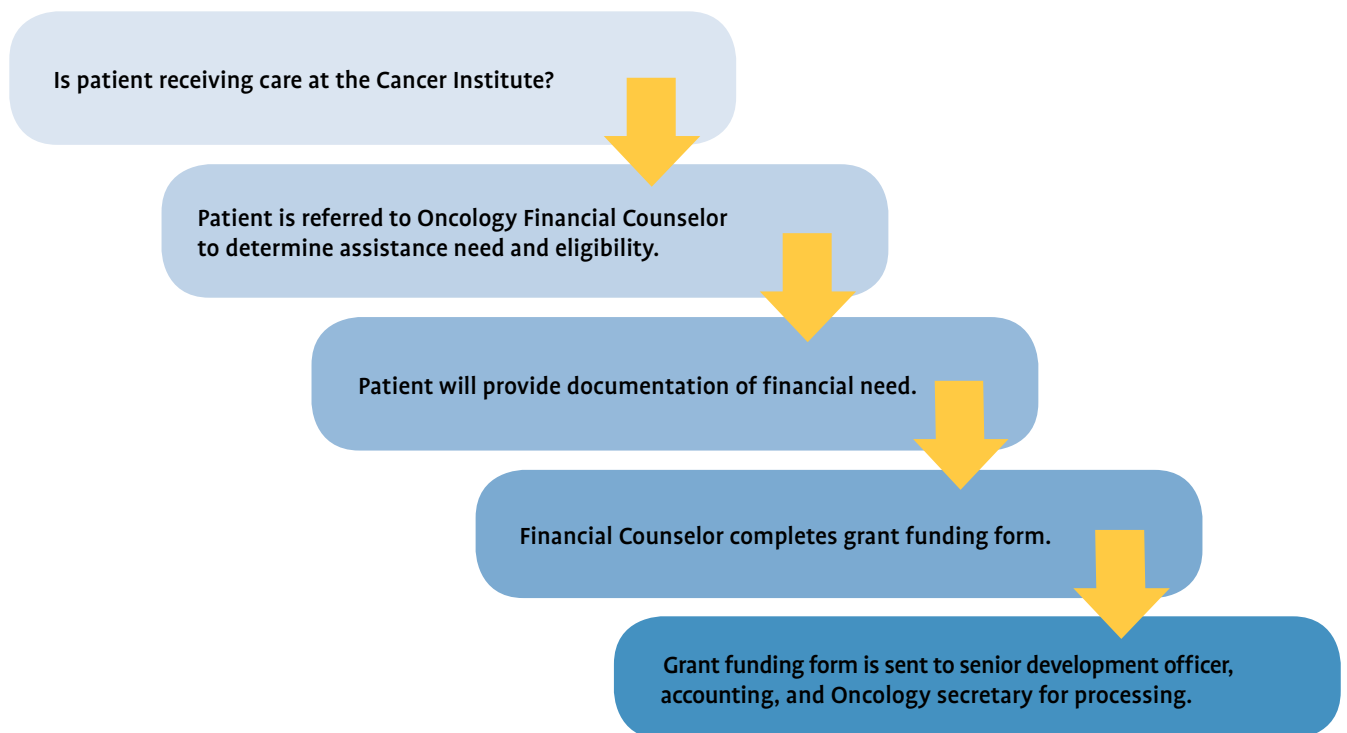 Is patient receiving care at the Cancer Institute?
Patient is referred to Oncology Financial Counselor
to determine assistance need and eligibility.
Patient will provide documentation of financial need.
Financial Counselor completes grant funding form.
Grant funding form is sent to senior development officer,
accounting, and Oncology secretary for processing.